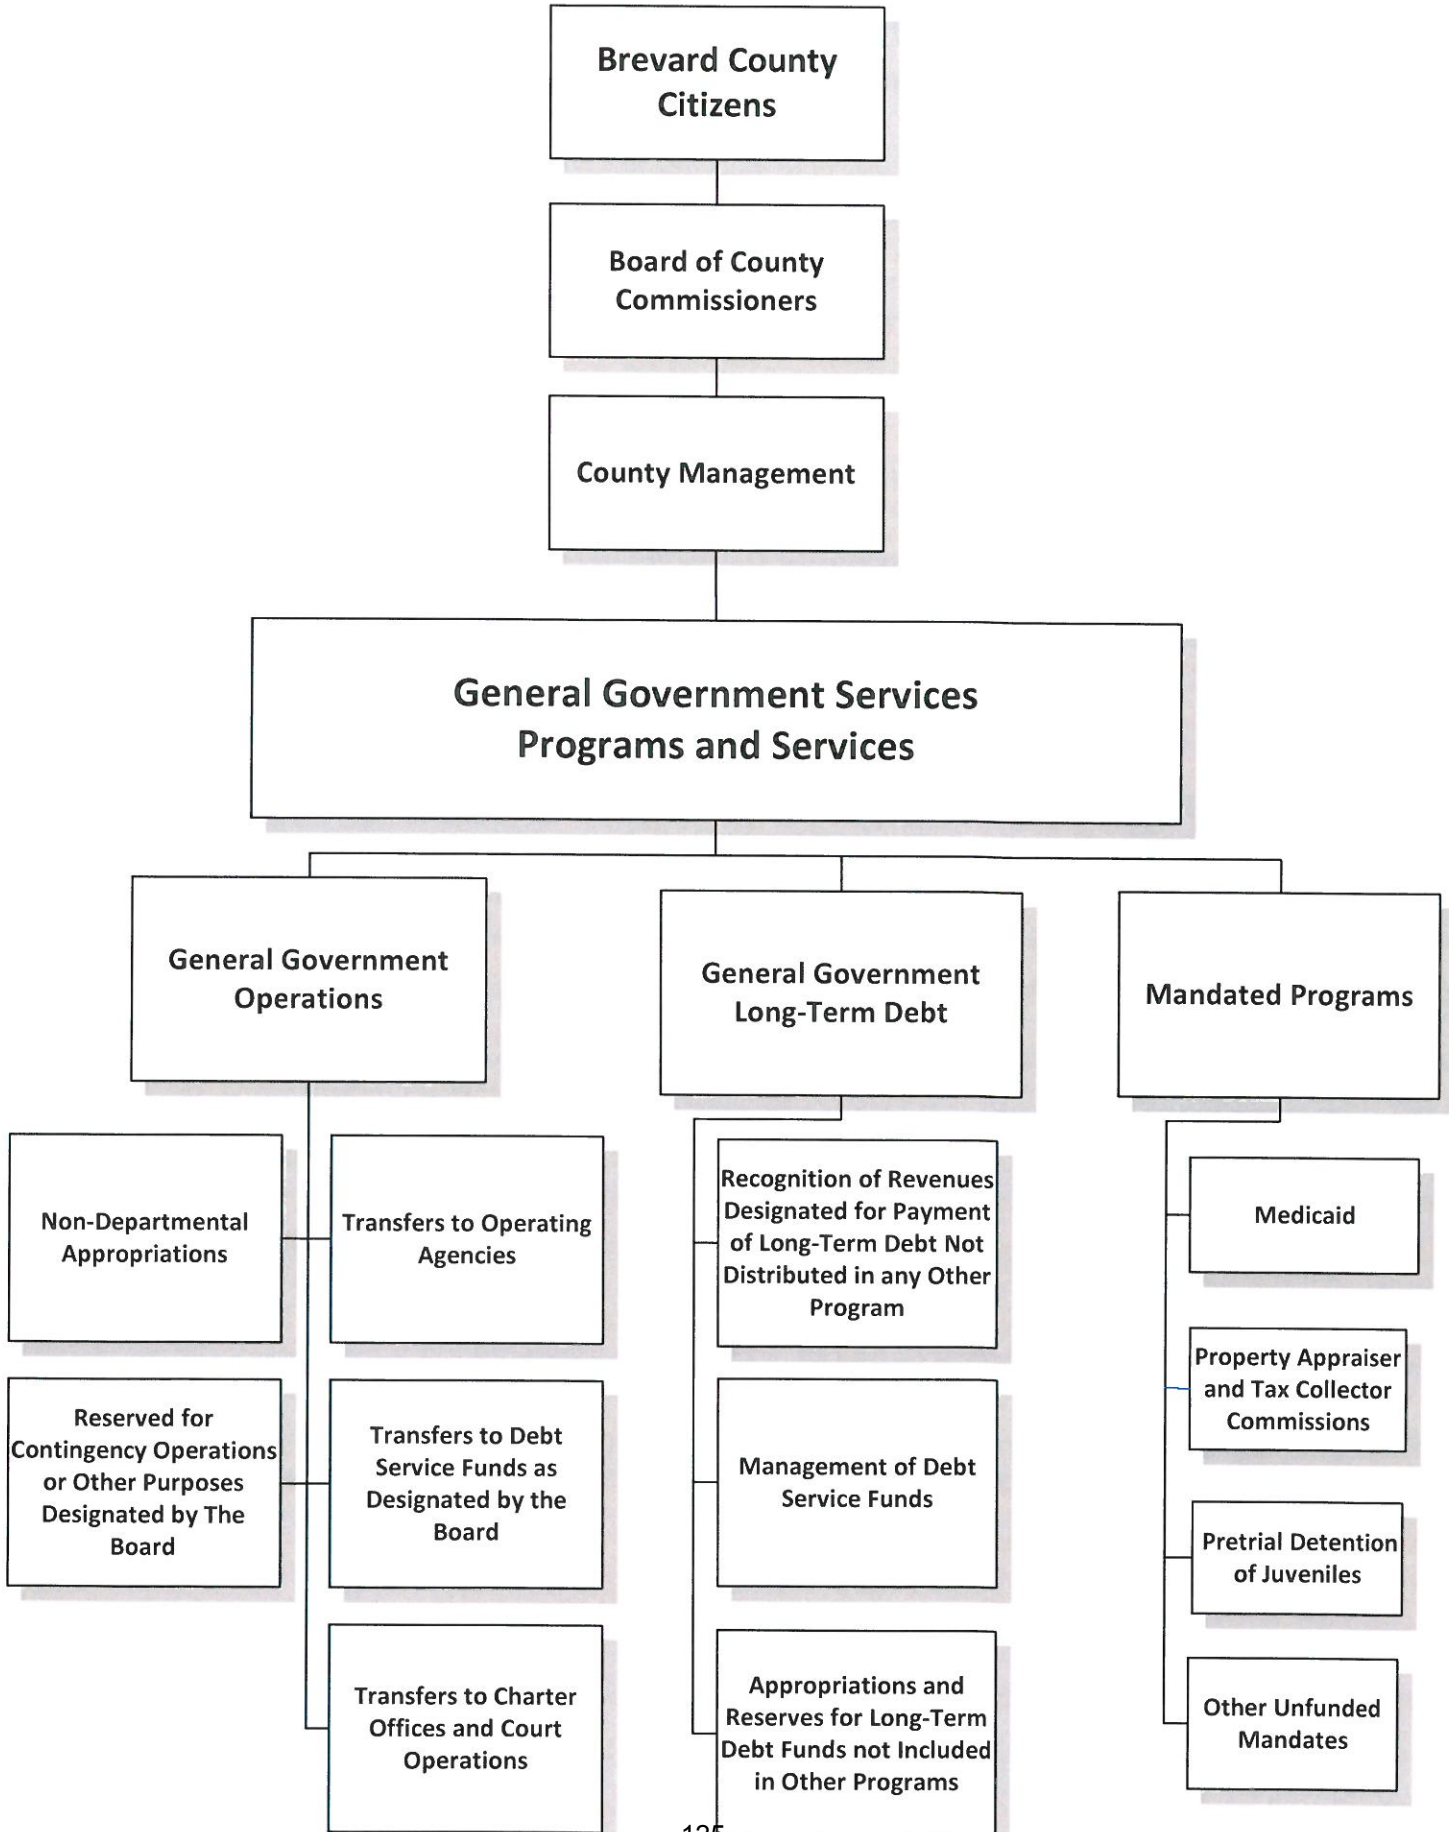 Brevard County
Citizens
Board of County
Commissioners
County Management
General Government Services
Programs and Services
General Government
Operations
General Government
Long-Term Debt
Mandated Programs
Non-Departmental
Appropriations
Transfers to Operating
Agencies
Reserved for
Contingency Operations
or Other Purposes
Designated by The
Board
Transfers to Debt
Service Funds as
Designated by the
Board
Transfers to Charter
Offices and Court
Operations
Recognition of Revenues
Designated for Payment
of Long-Term Debt Not
Distributed in any Other
Program
Management of Debt
Service Funds
Appropriations and
Reserves for Long-Term
Debt Funds not Included
in Other Programs
Medicaid
Property Appraiser
and Tax Collector
Commissions
Pretrial Detention
of Juveniles
Other Unfunded
Mandates